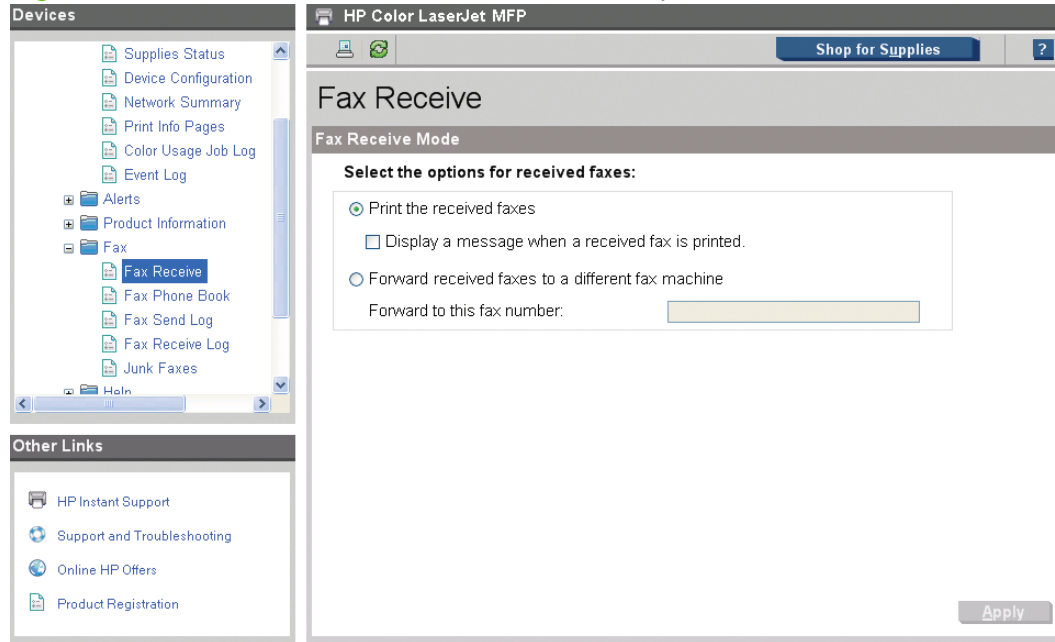 Devices
Supplies Status
Device Configuration
Network Summary
Print Info Pages
Color Usage Job Log
Event Log
Alerts
Product Information
Fax
Fax Receive
Fax Phone Book
Fax Send Log
Fax Receive Log
Junk Faxes
Help
Other Links
HP Instant Support
Support and Troubleshooting
Online HP Offers
Product Registration
HP Color LaserJet MFP
Shop for Supplies
?
Fax Receive
Fax Receive Mode
Select the options for received faxes:
Print the received faxes
Display a message when a received fax is printed.
Forward received faxes to a different fax machine
Forward to this fax number:
Apply